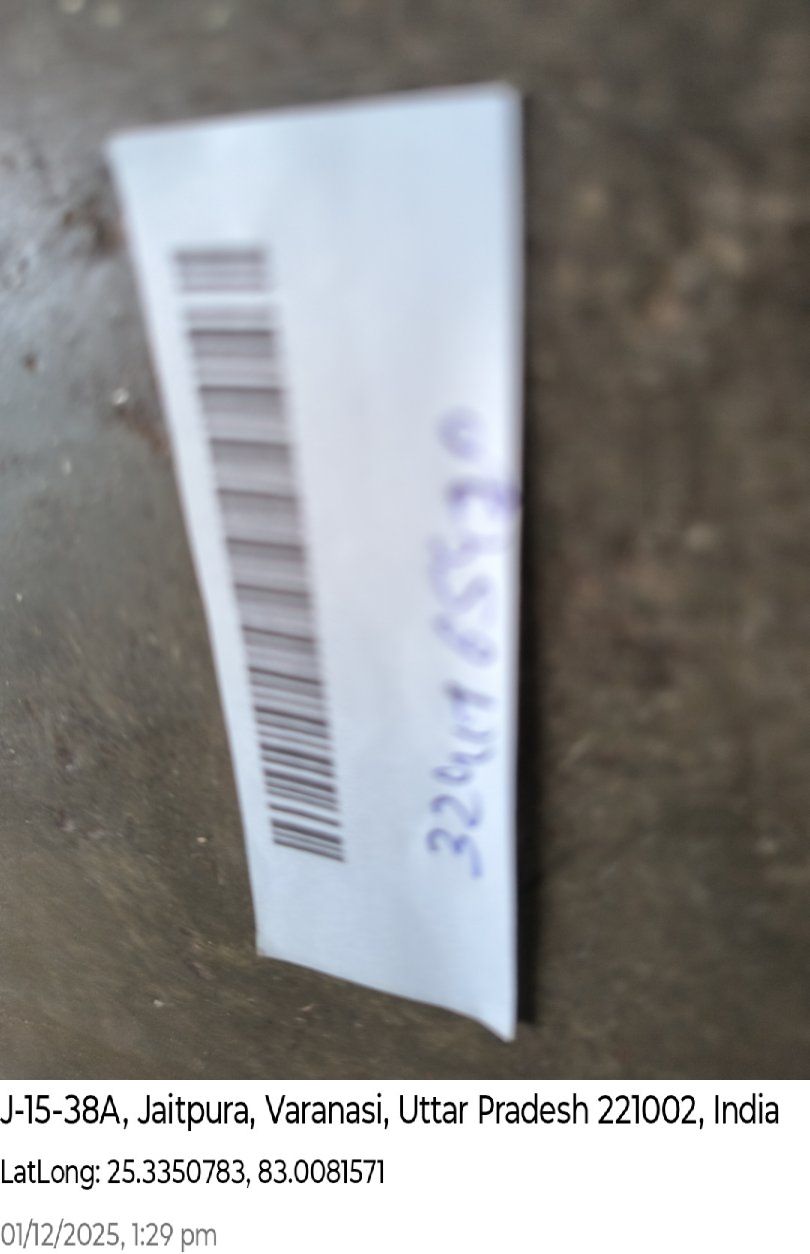 J-15-38A, Jaitpura, Varanasi, Uttar Pradesh 221002, India
LatLong: 25.3350783, 83.0081571
01/12/2025, 1:29 pm